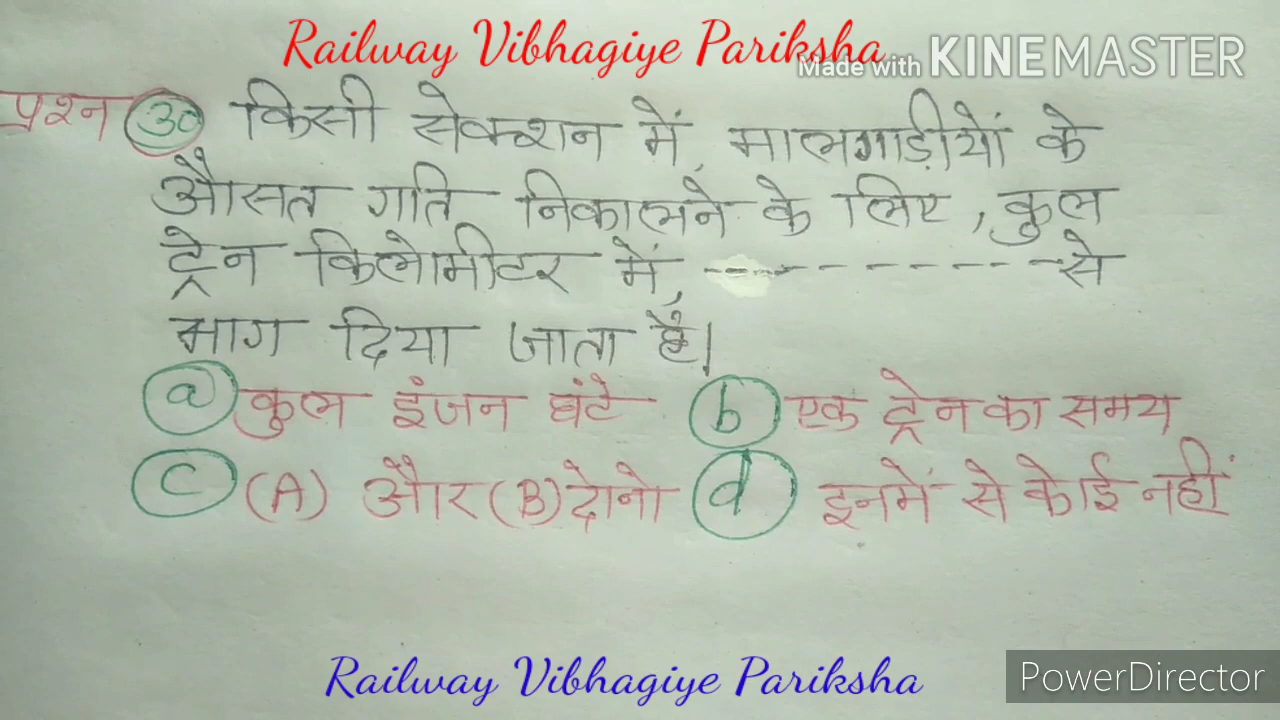 Railway Vibhagiye Pariksha
Made with KINEMASTER
प्रश्न 30 किसी सेक्शन में, मालगाड़ीयों के
औसत गति निकालने के लिए, कुल
ट्रेन किलोमीटर में, --------- से
भाग दिया जाता है।
a कुल इंजन घंटे b एक ट्रेन का समय
c (A) और (B) दोनो d इनमें से केाई नहीं
Railway Vibhagiye Pariksha
PowerDirector